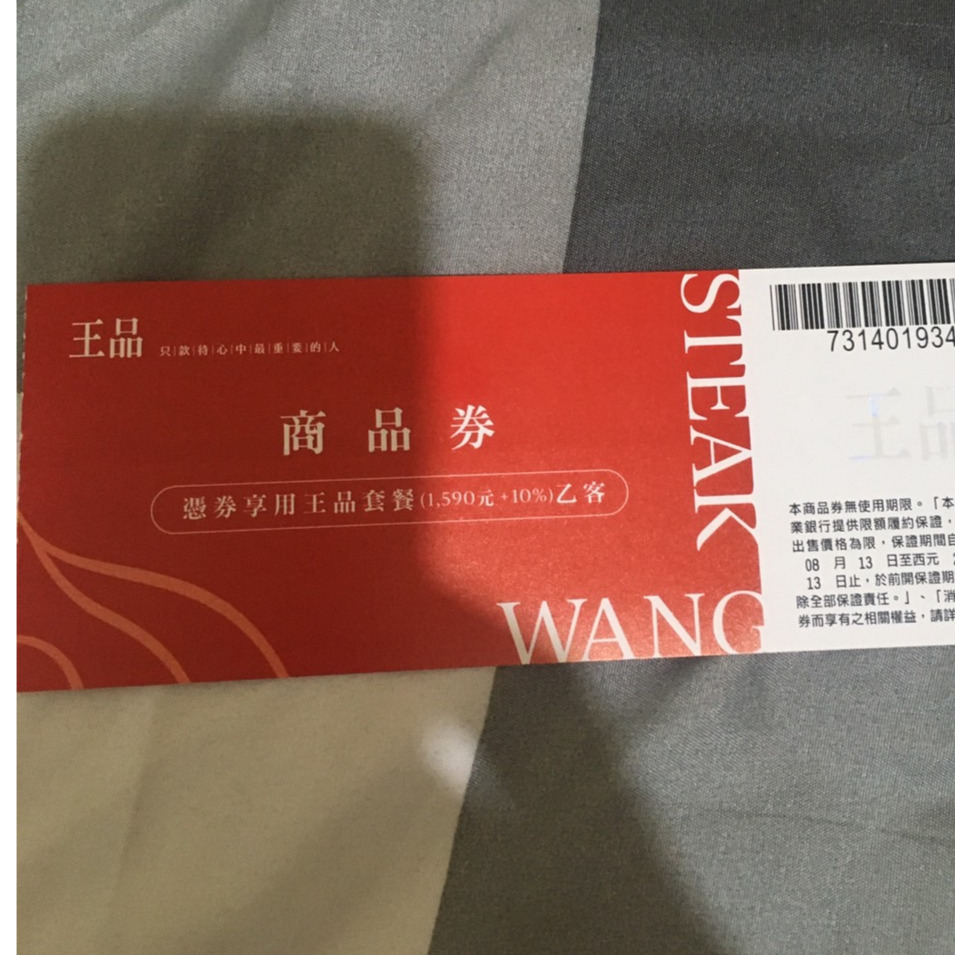 王品 只|款|待|心|中|最|重|要|的|人
商品券
憑券享用王品套餐(1,590元+10%)乙客
STEAK
WANG
731401934
王品
本商品券無使用期限。「本
業銀行提供限額履約保證，
出售價格為限，保證期間自
08 月 13 日至西元 2
13 日止，於前開保證期
除全部保證責任。」、「消
券而享有之相關權益，請詳